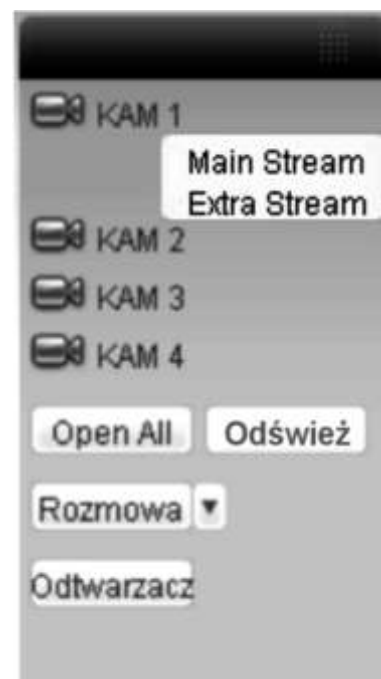 KAM 1
Main Stream
Extra Stream
KAM 2
KAM 3
KAM 4
Open All Odśwież
Rozmowa
Odtwarzacz